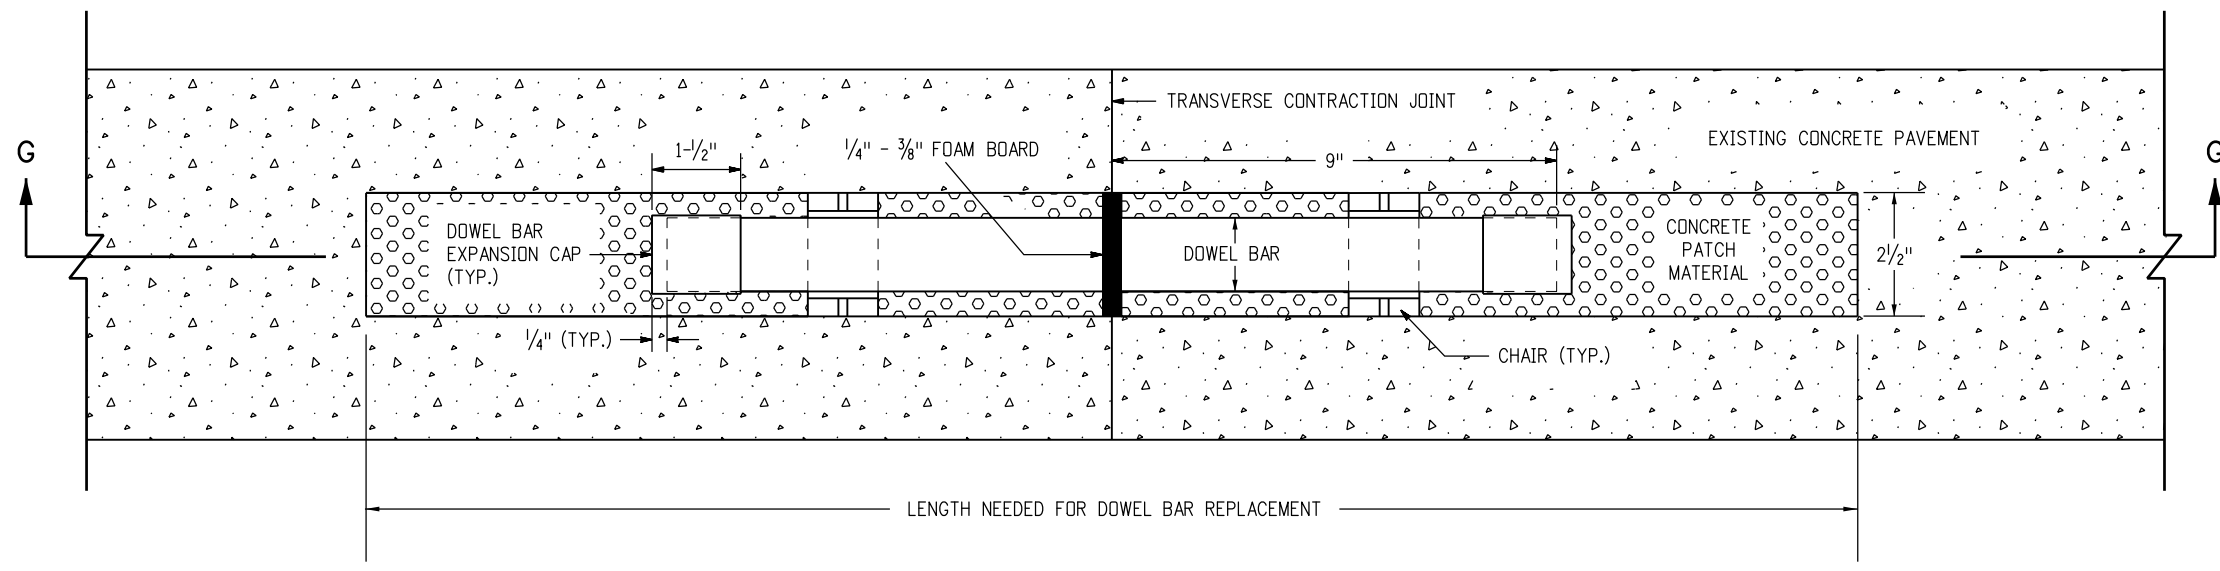 TRANSVERSE CONTRACTION JOINT
EXISTING CONCRETE PAVEMENT
G
G
1-1/2"
1/4" - 3/8" FOAM BOARD
9"
DOWEL BAR
EXPANSION CAP
(TYP.)
DOWEL BAR
CONCRETE
PATCH
MATERIAL
2 1/2"
1/4" (TYP.)
CHAIR (TYP.)
LENGTH NEEDED FOR DOWEL BAR REPLACEMENT